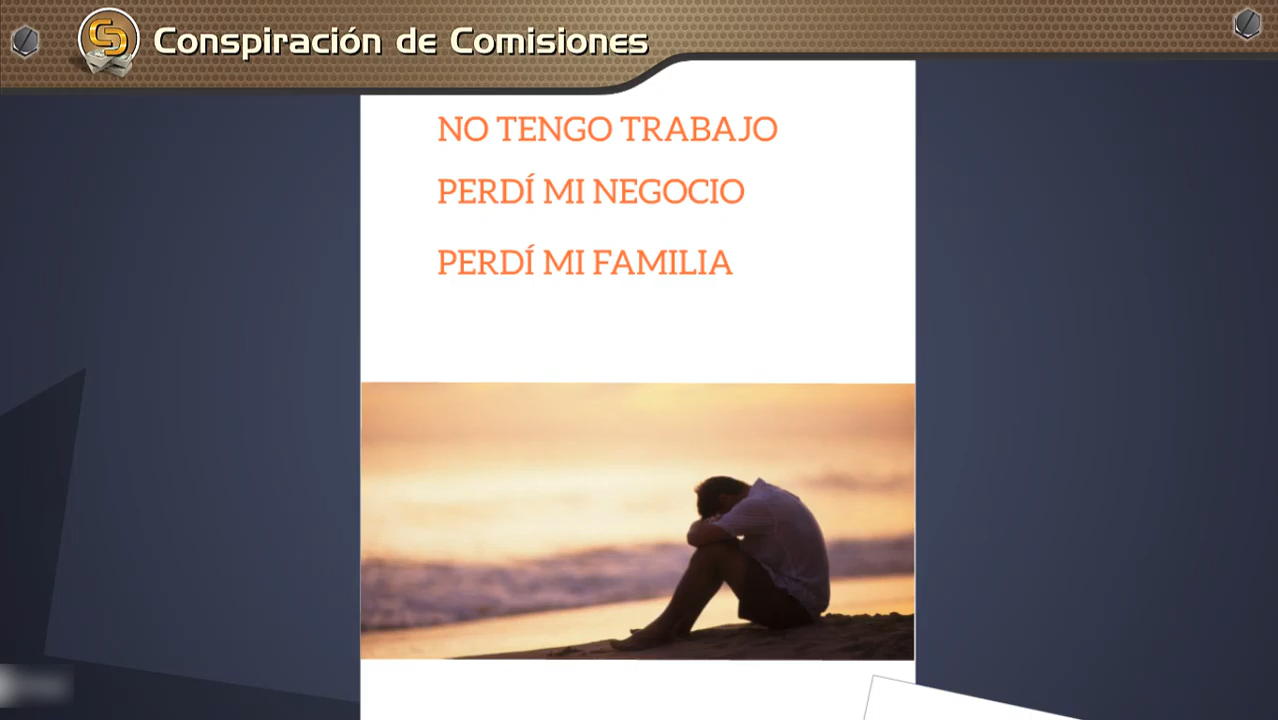 Conspiración de Comisiones
NO TENGO TRABAJO
PERDÍ MI NEGOCIO
PERDÍ MI FAMILIA